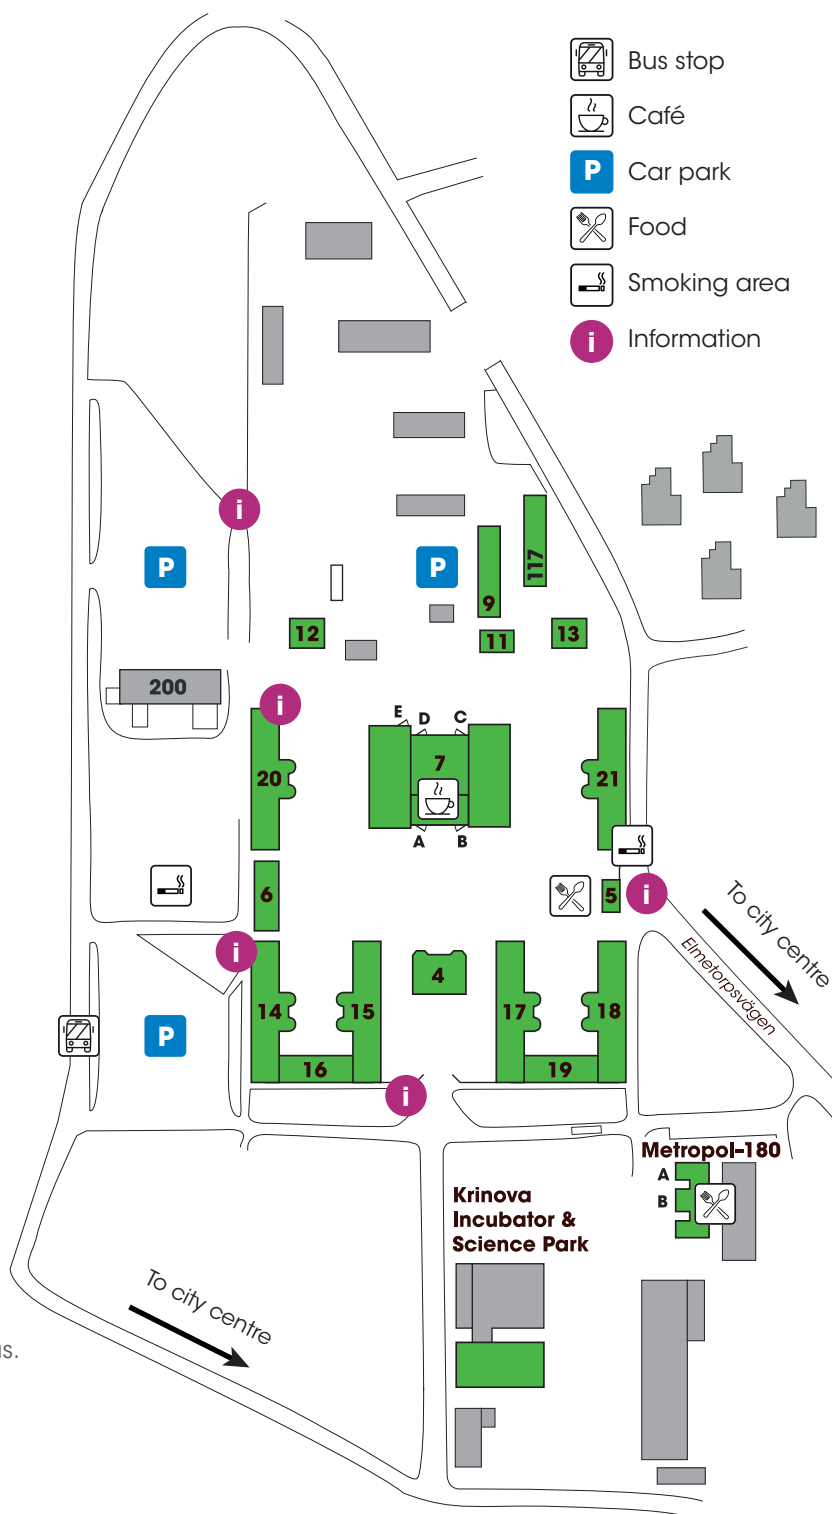 Bus stop
Café
P Car park
Food
Smoking area
i Information
i
P
P
117
9
12
11
13
200
i
E
D
C
7
20
21
A
B
6
5
i
To city centre
i
4
Elmetorpsvägen
14
15
17
18
P
16
19
i
Metropol-180
A
B
Krinova
Incubator &
Science Park
To city centre